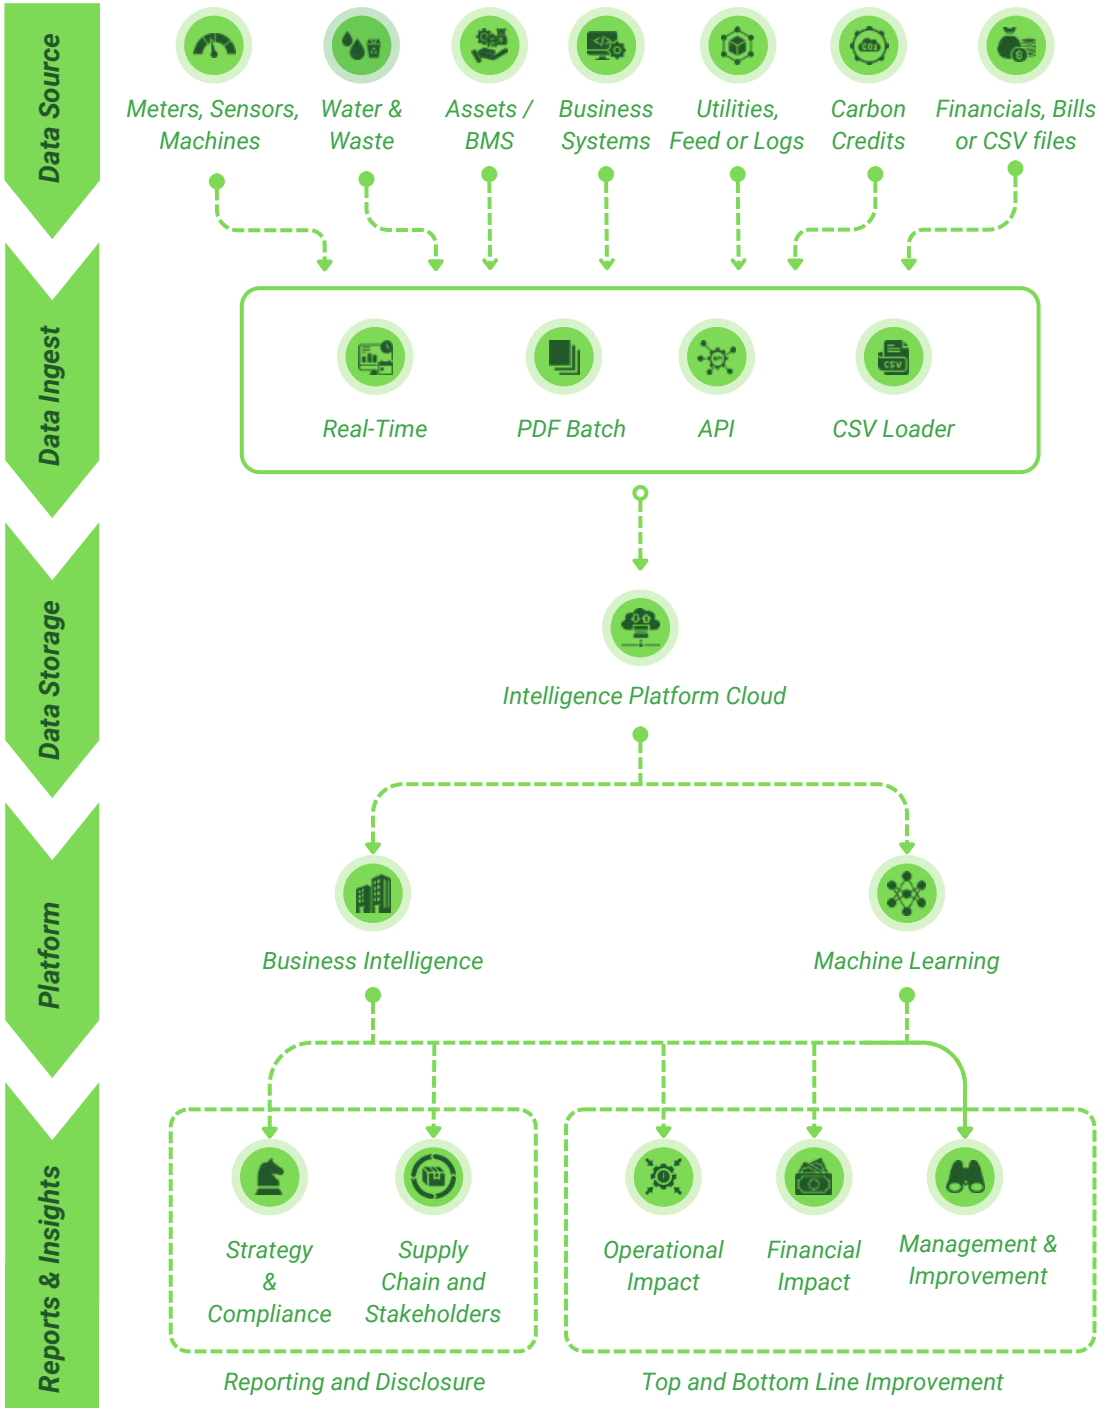 Data Source
Meters, Sensors,
Machines
Water &
Waste
Assets /
BMS
Business
Systems
Utilities,
Feed or Logs
Carbon
Credits
Financials, Bills
or CSV files
Data Ingest
Real-Time
PDF Batch
API
CSV
CSV Loader
Data Storage
Intelligence Platform Cloud
Platform
Business Intelligence
Machine Learning
Reports & Insights
Strategy
&
Compliance
Supply
Chain and
Stakeholders
Operational
Impact
Financial
Impact
Management &
Improvement
Reporting and Disclosure
Top and Bottom Line Improvement